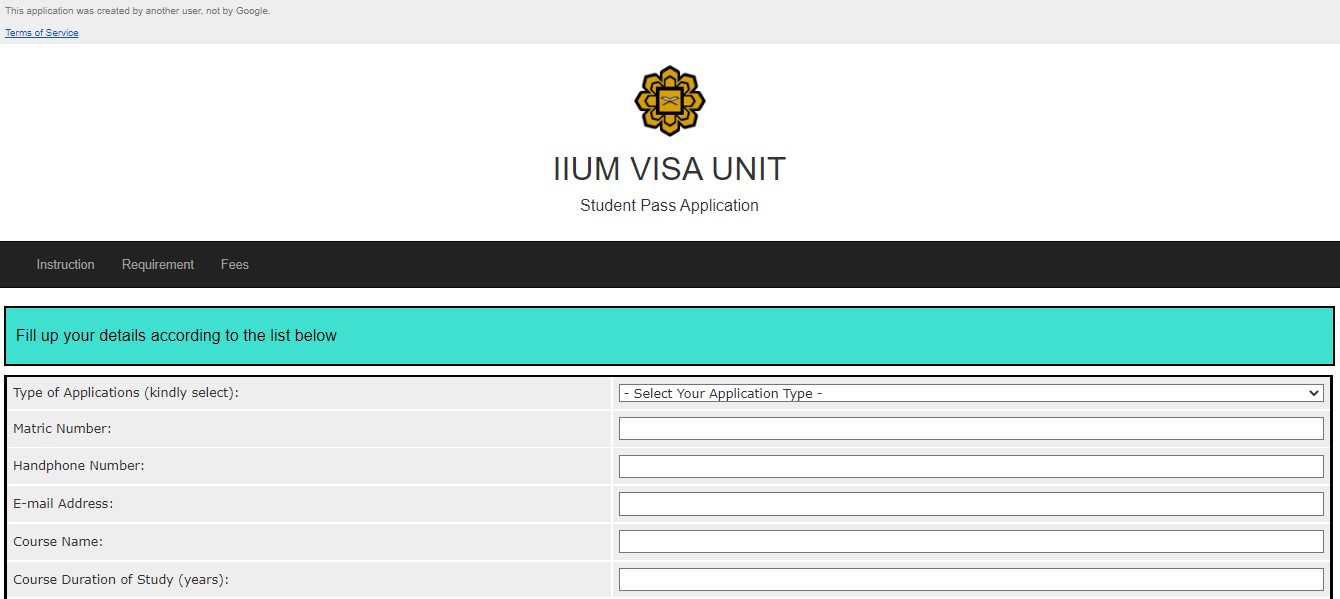 This application was created by another user, not by Google.
Terms of Service
IIUM VISA UNIT
Student Pass Application
Instruction Requirement Fees
Fill up your details according to the list below
Type of Applications (kindly select): - Select Your Application Type -
Matric Number:
Handphone Number:
E-mail Address:
Course Name:
Course Duration of Study (years):